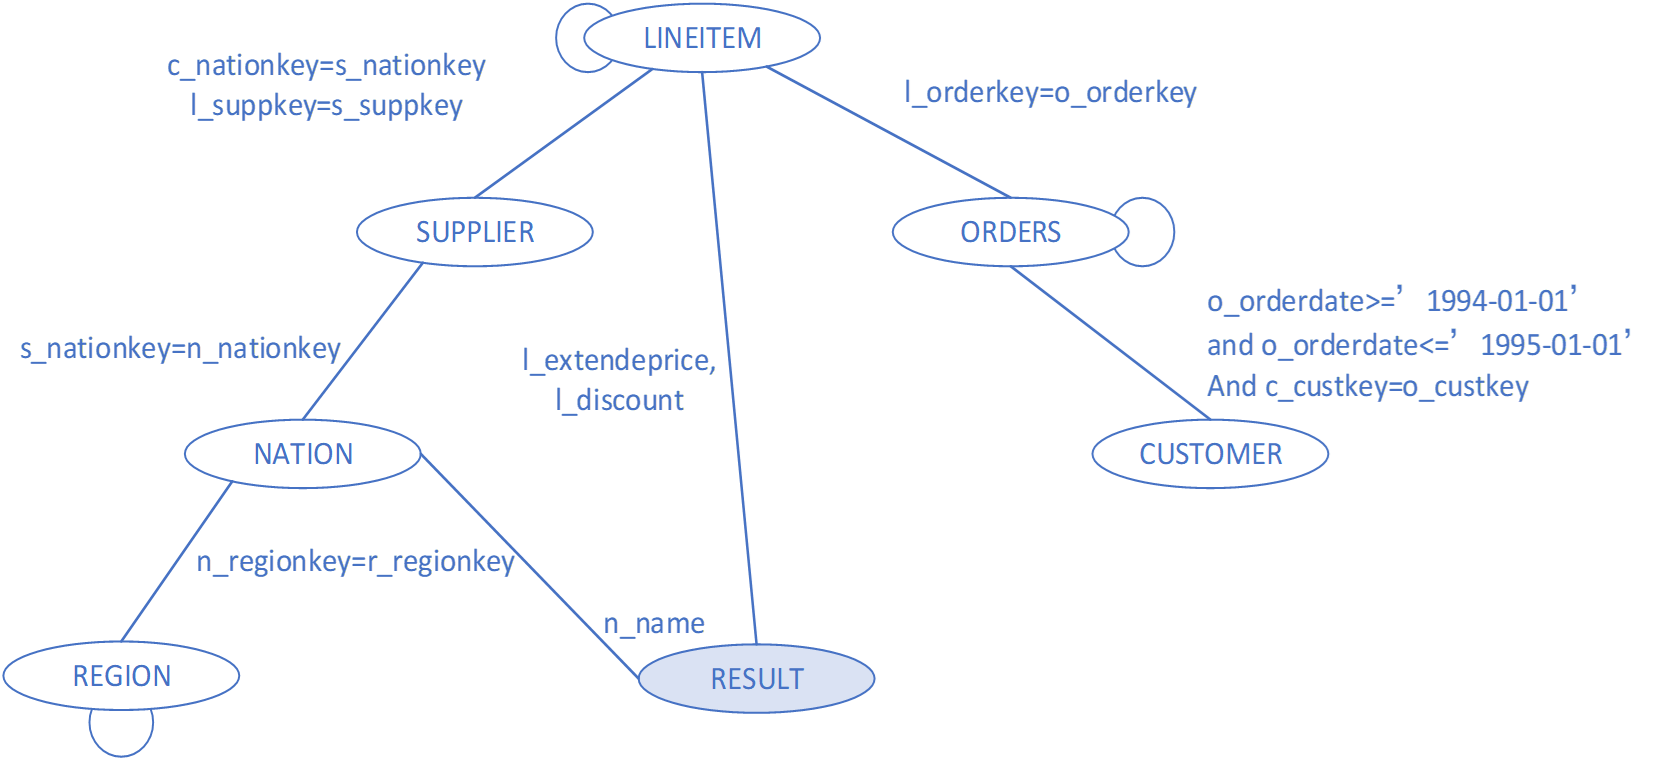 LINEITEM
c_nationkey=s_nationkey
l_suppkey=s_suppkey
l_orderkey=o_orderkey
SUPPLIER
ORDERS
o_orderdate>=’ 1994-01-01’
and o_orderdate<=’ 1995-01-01’
And c_custkey=o_custkey
s_nationkey=n_nationkey
l_extendeprice,
l_discount
NATION
CUSTOMER
n_regionkey=r_regionkey
n_name
REGION
RESULT